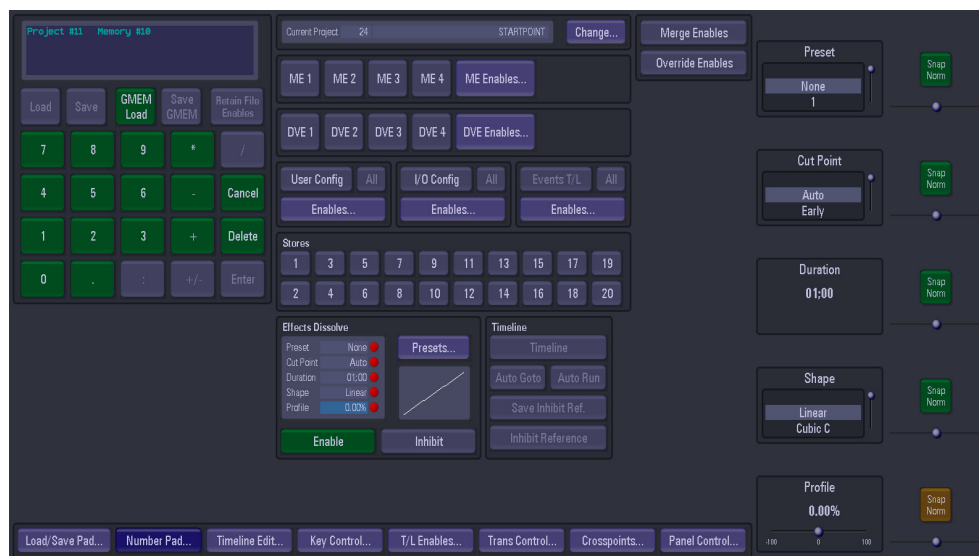 Project #11 Memory #10
Load Save GMEM Load Save GMEM Retain File Enables
7 8 9 * /
4 5 6 - Cancel
1 2 3 + Delete
0 . : +/- Enter
Current Project 24 STARTPOINT Change...
ME 1 ME 2 ME 3 ME 4 ME Enables...
DVE 1 DVE 2 DVE 3 DVE 4 DVE Enables...
User Config All I/O Config All Events T/L All
Enables... Enables... Enables...
Stores
1 3 5 7 9 11 13 15 17 19
2 4 6 8 10 12 14 16 18 20
Effects Dissolve
Preset None
Cut Point Auto
Duration 01;00
Shape Linear
Profile 0.00%
Presets...
Enable Inhibit
Timeline
Timeline
Auto Goto Auto Run
Save Inhibit Ref.
Inhibit Reference
Merge Enables
Override Enables
Preset
None
1
Snap Norm
Cut Point
Auto
Early
Snap Norm
Duration
01;00
Snap Norm
Shape
Linear
Cubic C
Snap Norm
Profile
0.00%
-100 0 100
Snap Norm
Load/Save Pad... Number Pad... Timeline Edit... Key Control... T/L Enables... Trans Control... Crosspoints... Panel Control...